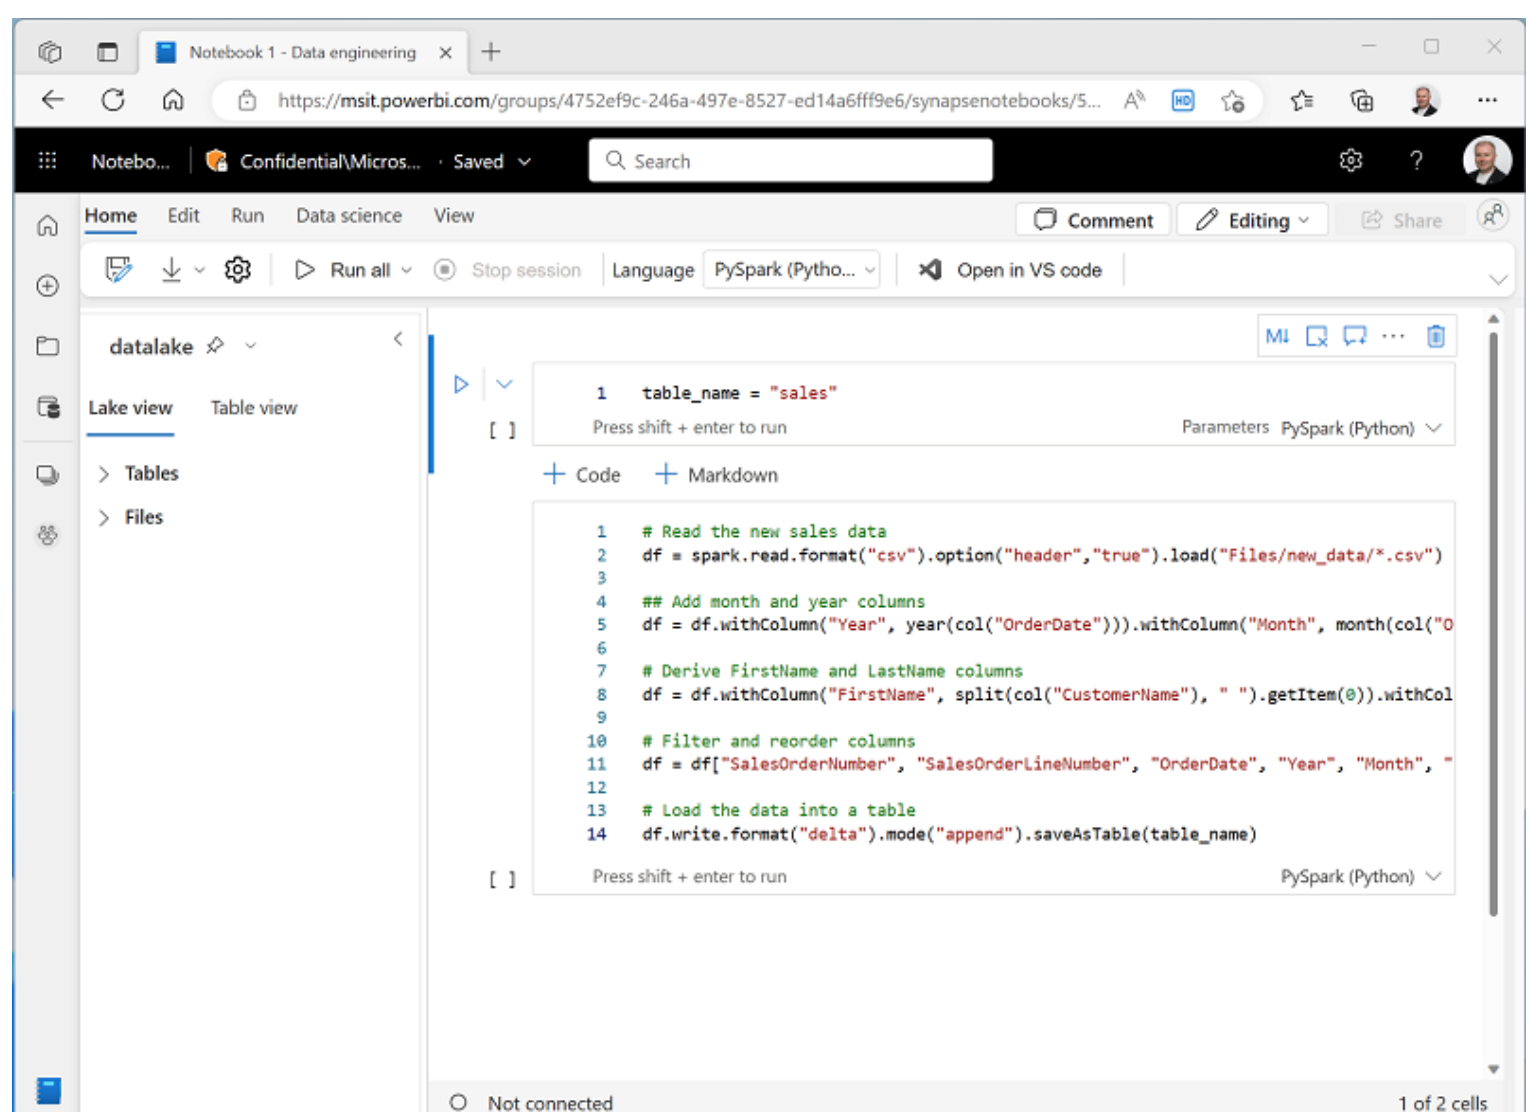 Notebook 1 - Data engineering
https://msit.powerbi.com/groups/4752ef9c-246a-497e-8527-ed14a6fff9e6/synapsenotebooks/5...
Notebo... Confidential\Micros... · Saved Search
Home Edit Run Data science View Comment Editing Share
Run all Stop session Language PySpark (Pytho... Open in VS code
datalake
Lake view Table view
Tables
Files
M↓
1 table_name = "sales"
[ ] Press shift + enter to run Parameters PySpark (Python)
+ Code + Markdown
1 # Read the new sales data
2 df = spark.read.format("csv").option("header","true").load("Files/new_data/*.csv")
3
4 ## Add month and year columns
5 df = df.withColumn("Year", year(col("OrderDate"))).withColumn("Month", month(col("O
6
7 # Derive FirstName and LastName columns
8 df = df.withColumn("FirstName", split(col("CustomerName"), " ").getItem(0)).withCol
9
10 # Filter and reorder columns
11 df = df["SalesOrderNumber", "SalesOrderLineNumber", "OrderDate", "Year", "Month", "
12
13 # Load the data into a table
14 df.write.format("delta").mode("append").saveAsTable(table_name)
[ ] Press shift + enter to run PySpark (Python)
Not connected 1 of 2 cells